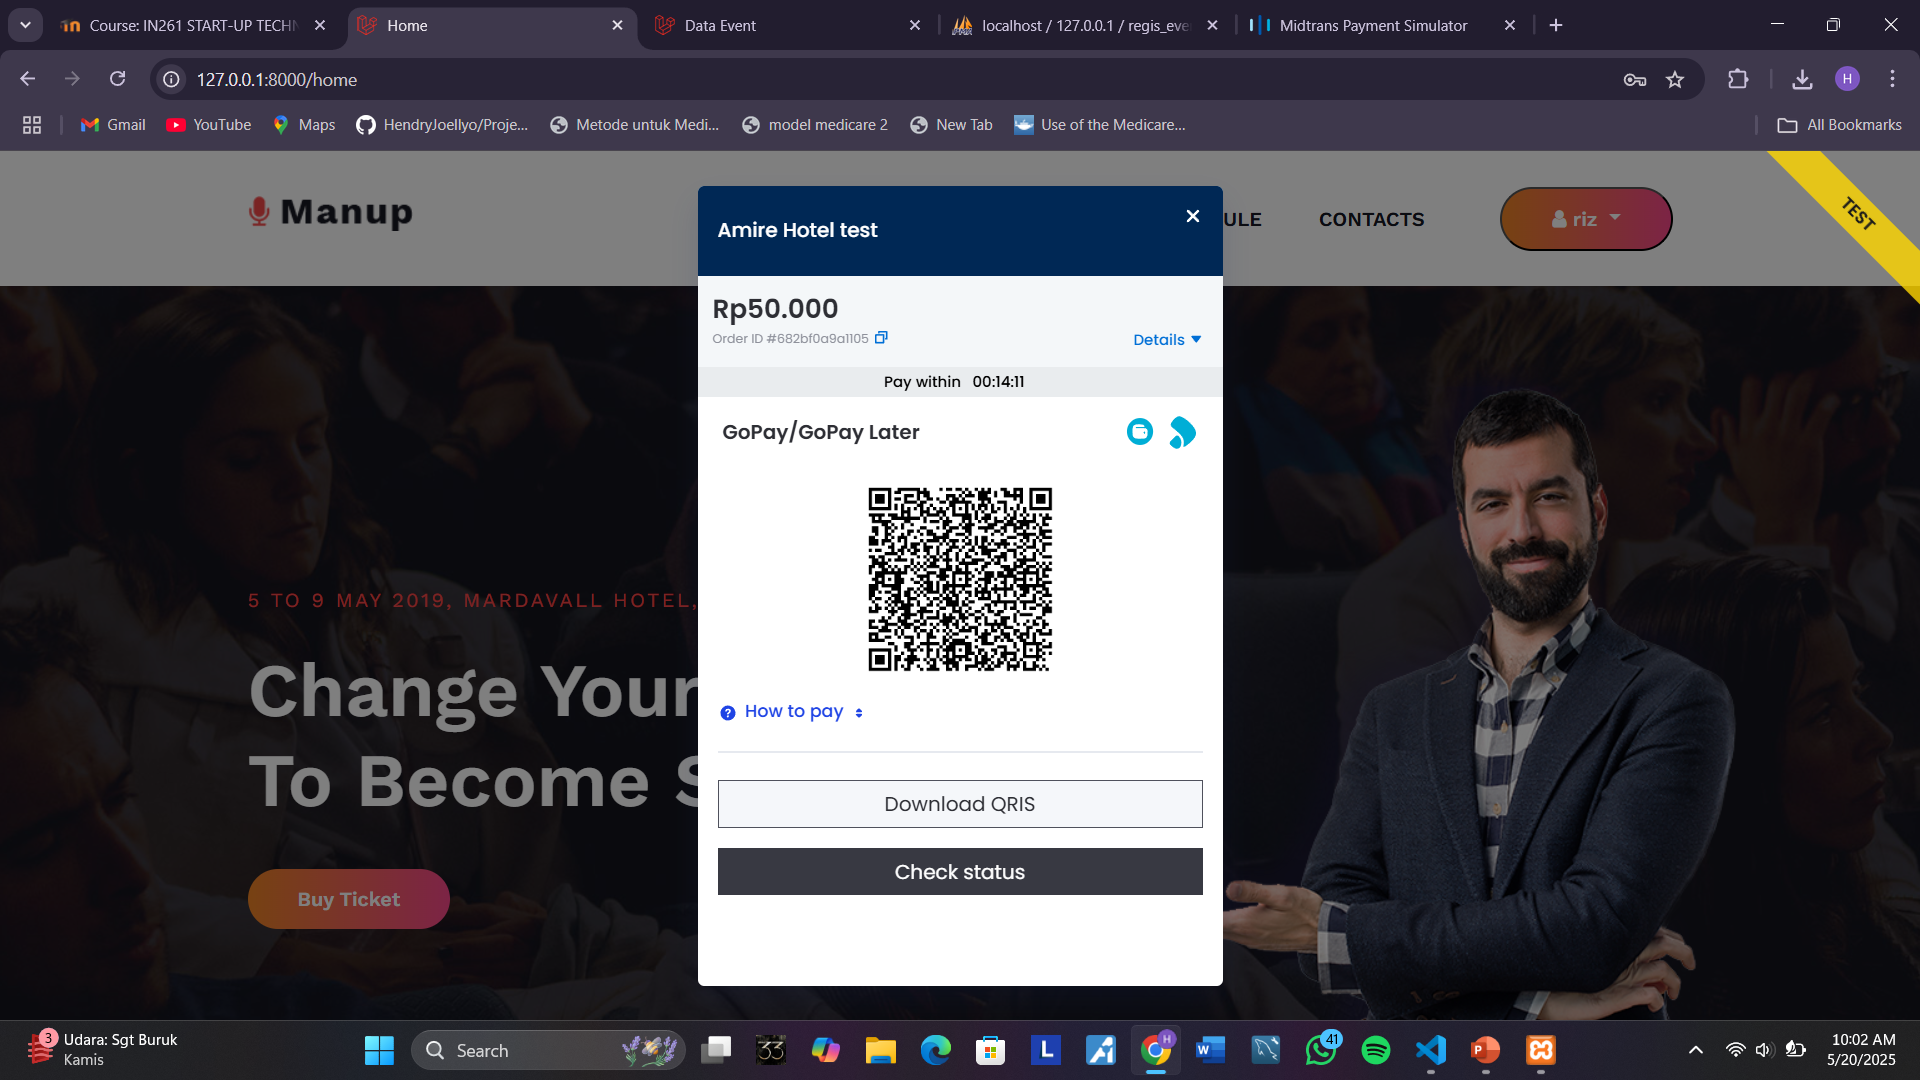 Course: IN261 START-UP TECHN
Home
Data Event
localhost / 127.0.0.1 / regis_eve
Midtrans Payment Simulator
127.0.0.1:8000/home
H
Gmail
YouTube
Maps
HendryJoellyo/Proje...
Metode untuk Medi...
model medicare 2
New Tab
Use of the Medicare...
All Bookmarks
Manup
ULE
CONTACTS
riz
TEST
Amire Hotel test
Rp50.000
Order ID #682bf0a9a1105
Details
Pay within 00:14:11
GoPay/GoPay Later
How to pay
Download QRIS
Check status
5 TO 9 MAY 2019, MARDAVALL HOTEL,
Change Your
To Become S
Buy Ticket
3
Udara: Sgt Buruk
Kamis
Search
33
L
H
W
41
P
10:02 AM
5/20/2025